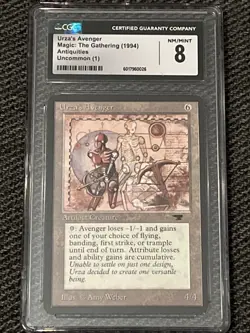 CGC
CERTIFIED GUARANTY COMPANY
Urza's Avenger
Magic: The Gathering (1994)
Antiquities
Uncommon (1)
NM/MINT
8
Urza's Avenger
6
Artifact Creature
0: Avenger loses -1/-1 and gains
one of your choice of flying,
banding, first strike, or trample
until end of turn. Attribute losses
and ability gains are cumulative.
Unable to settle on just one design,
Urza decided to create one versatile
being.
Illus. © Amy Weber
4/4